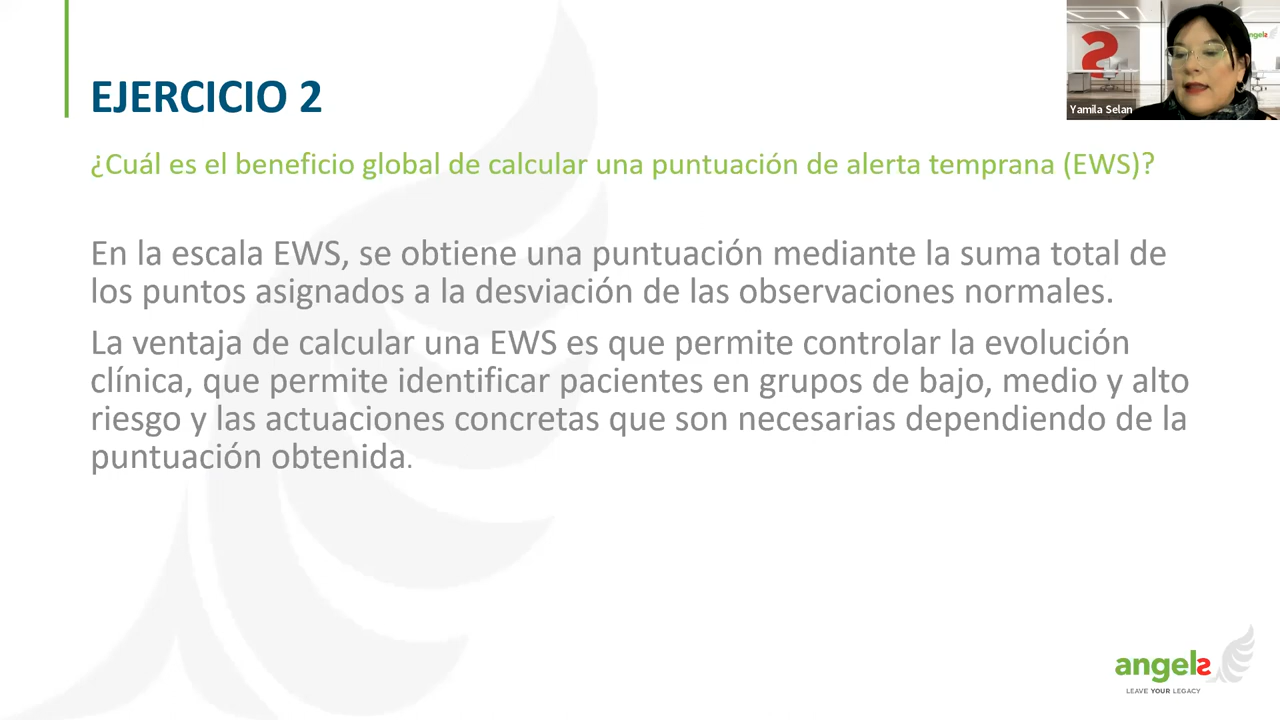 EJERCICIO 2
¿Cuál es el beneficio global de calcular una puntuación de alerta temprana (EWS)?
En la escala EWS, se obtiene una puntuación mediante la suma total de
los puntos asignados a la desviación de las observaciones normales.
La ventaja de calcular una EWS es que permite controlar la evolución
clínica, que permite identificar pacientes en grupos de bajo, medio y alto
riesgo y las actuaciones concretas que son necesarias dependiendo de la
puntuación obtenida.
Yamila Selan
angels
LEAVE YOUR LEGACY